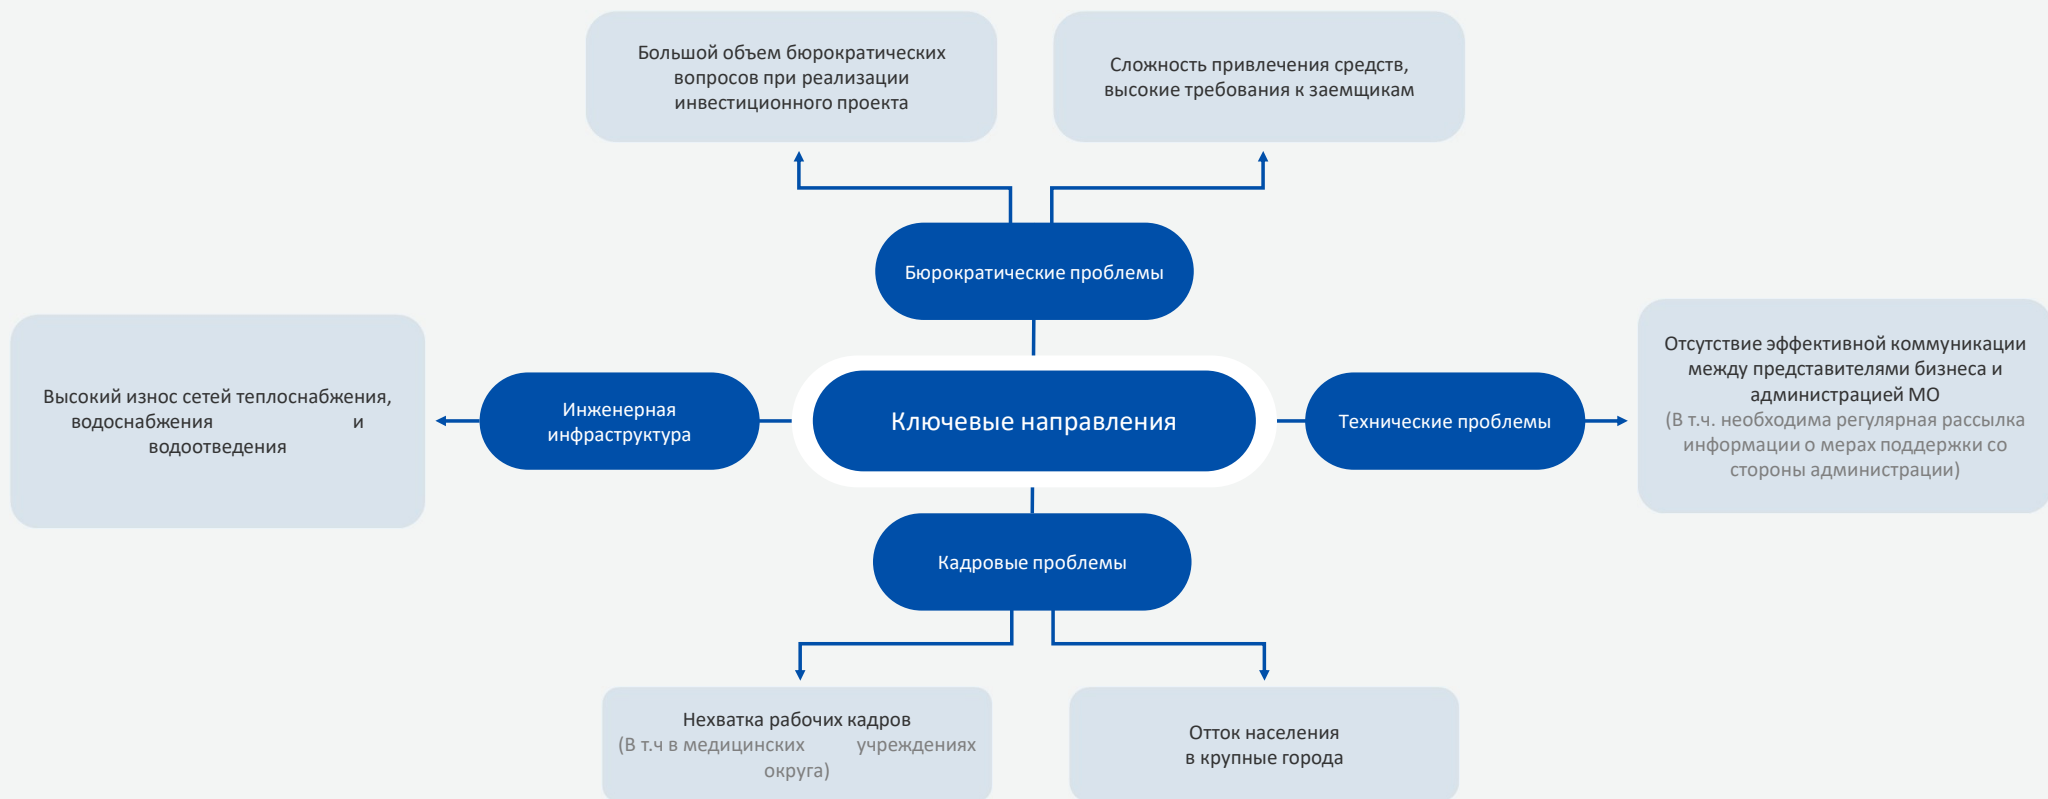 Большой объем бюрократических
вопросов при реализации
инвестиционного проекта
Сложность привлечения средств,
высокие требования к заемщикам
Бюрократические проблемы
Высокий износ сетей теплоснабжения,
водоснабжения и
водоотведения
Инженерная
инфраструктура
Ключевые направления
Технические проблемы
Отсутствие эффективной коммуникации
между представителями бизнеса и
администрацией МО
(В т.ч. необходима регулярная рассылка
информации о мерах поддержки со
стороны администрации)
Кадровые проблемы
Нехватка рабочих кадров
(В т.ч в медицинских учреждениях
округа)
Отток населения
в крупные города